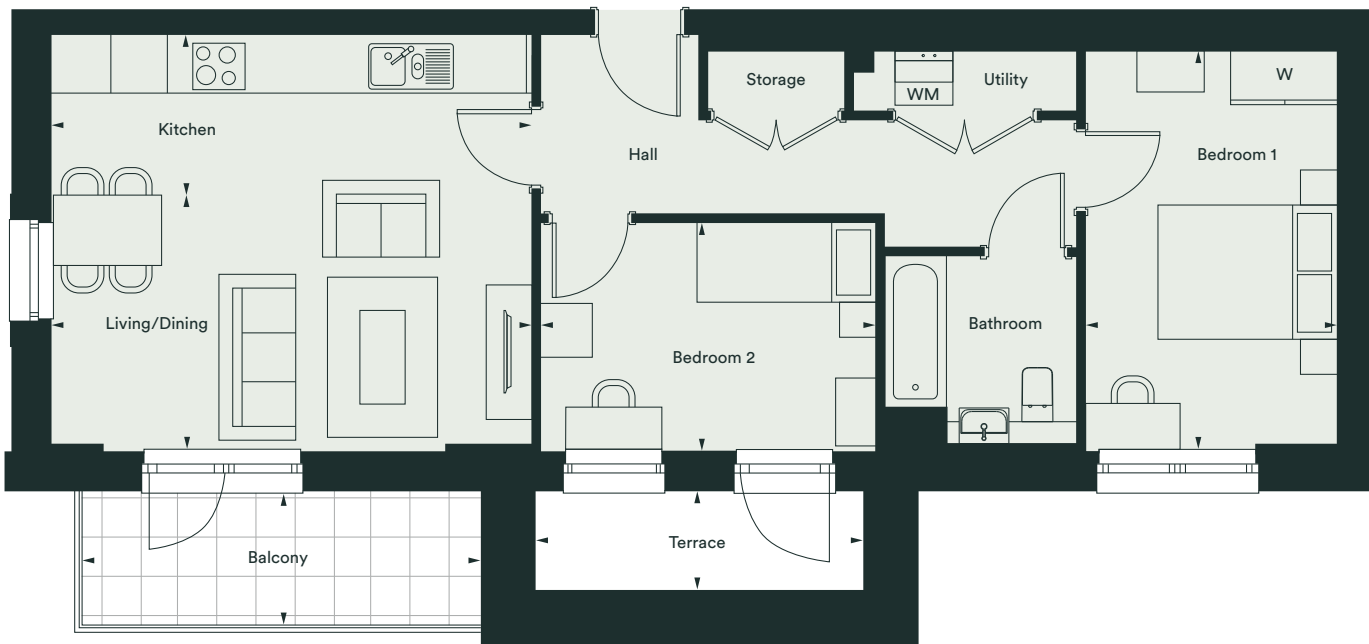 Storage
Utility
W
WM
Kitchen
Hall
Bedroom 1
Living/Dining
Bathroom
Bedroom 2
Balcony
Terrace